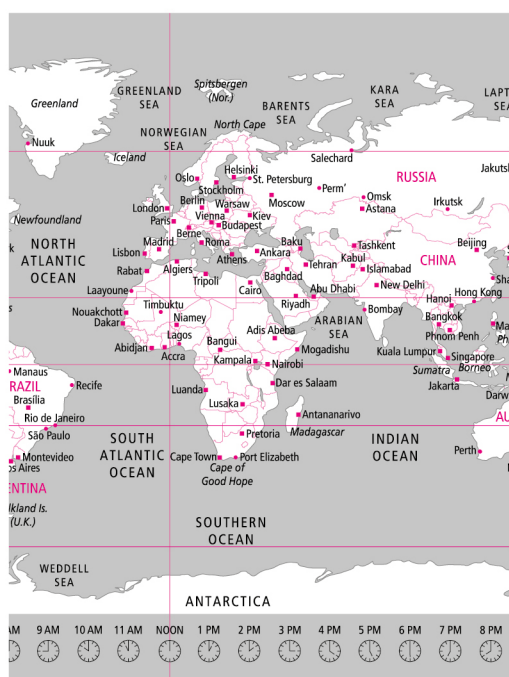 Greenland
GREENLAND
SEA
Spitsbergen
(Nor.)
BARENTS
SEA
KARA
SEA
NORWEGIAN
SEA
North Cape
Nuuk
Iceland
Salechard
Oslo
Helsinki
St. Petersburg
Stockholm
Perm'
RUSSIA
Berlin
Warsaw
Moscow
Omsk
Irkutsk
London
Vienna
Kiev
Astana
Paris
Budapest
Newfoundland
Berne
NORTH
ATLANTIC
OCEAN
Madrid
Roma
Baku
Tashkent
Beijing
Lisbon
Athens
Ankara
Kabul
CHINA
Rabat
Algiers
Tehran
Islamabad
Tripoli
Baghdad
Laayoune
Cairo
Abu Dhabi
New Delhi
Hong Kong
Timbuktu
Riyadh
Hanoi
Nouakchott
Niamey
ARABIAN
SEA
Bombay
Dakar
Adis Abeba
Bangkok
Lagos
Phnom Penh
Abidjan
Bangui
Mogadishu
Accra
Kampala
Kuala Lumpur
Singapore
Manaus
Nairobi
Sumatra
Borneo
Recife
Luanda
Dar es Salaam
Jakarta
Brasília
Lusaka
Rio de Janeiro
Antananarivo
São Paulo
SOUTH
ATLANTIC
OCEAN
Pretoria
Madagascar
INDIAN
OCEAN
Perth
Montevideo
Cape Town
Port Elizabeth
Cape of
Good Hope
(U.K.)
SOUTHERN
OCEAN
WEDDELL
SEA
ANTARCTICA
9 AM 10 AM 11 AM NOON 1 PM 2 PM 3 PM 4 PM 5 PM 6 PM 7 PM 8 PM